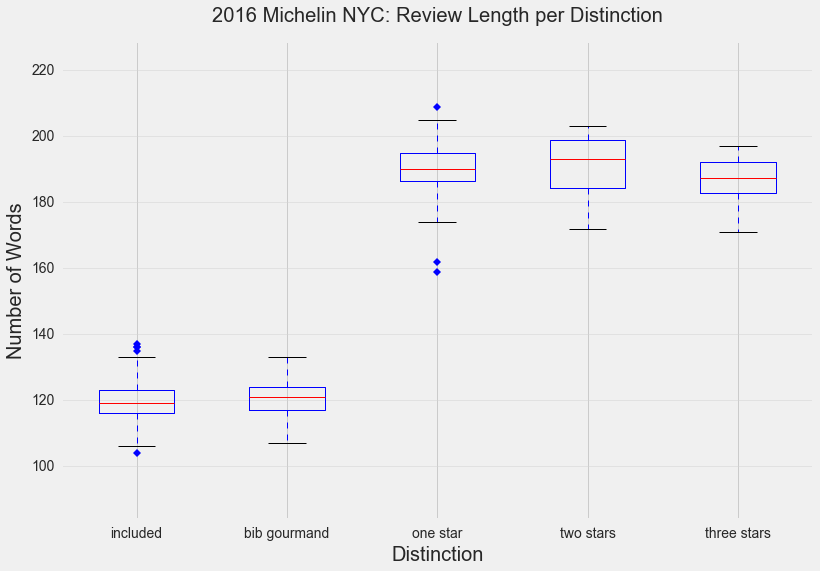 2016 Michelin NYC: Review Length per Distinction
Number of Words
220
200
180
160
140
120
100
included
bib gourmand
one star
two stars
three stars
Distinction